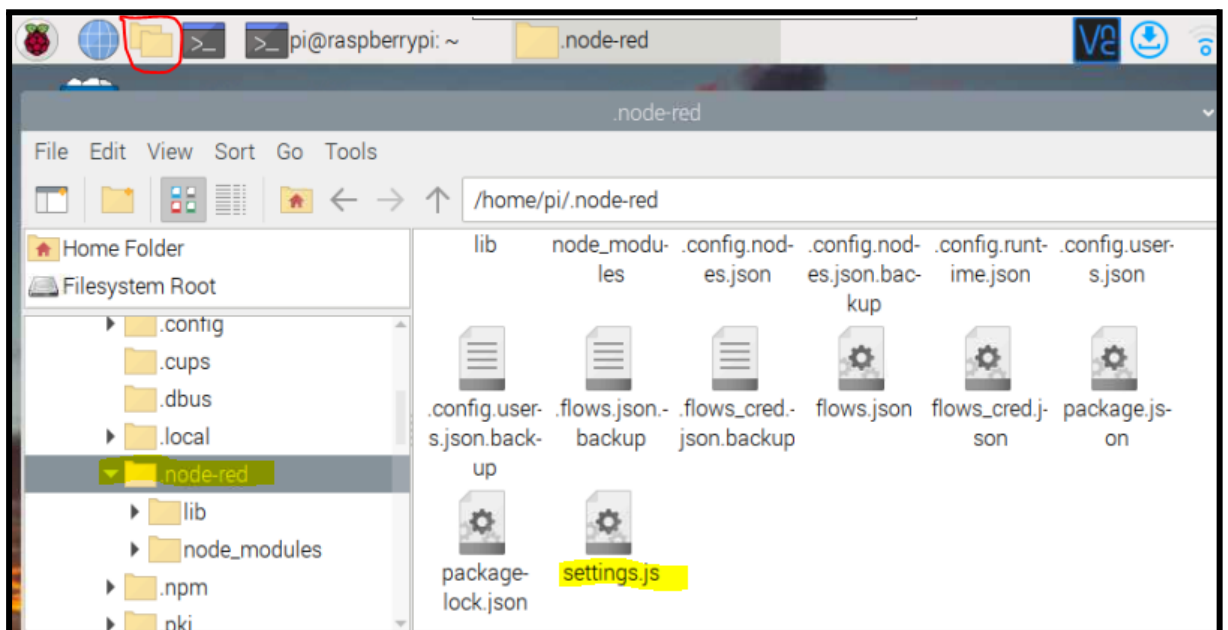 >_
>_ pi@raspberrypi: ~
.node-red
VC
.node-red
File Edit View Sort Go Tools
/home/pi/.node-red
Home Folder
Filesystem Root
.config
.cups
.dbus
.local
.node-red
lib
node_modules
.npm
.pki
lib
node_modu-
les
.config.nod-
es.json
.config.nod-
es.json.bac-
kup
.config.runt-
ime.json
.config.user-
s.json
.config.user-
s.json.back-
up
.flows.json.-
backup
.flows_cred.-
json.backup
flows.json
flows_cred.j-
son
package.js-
on
package-
lock.json
settings.js